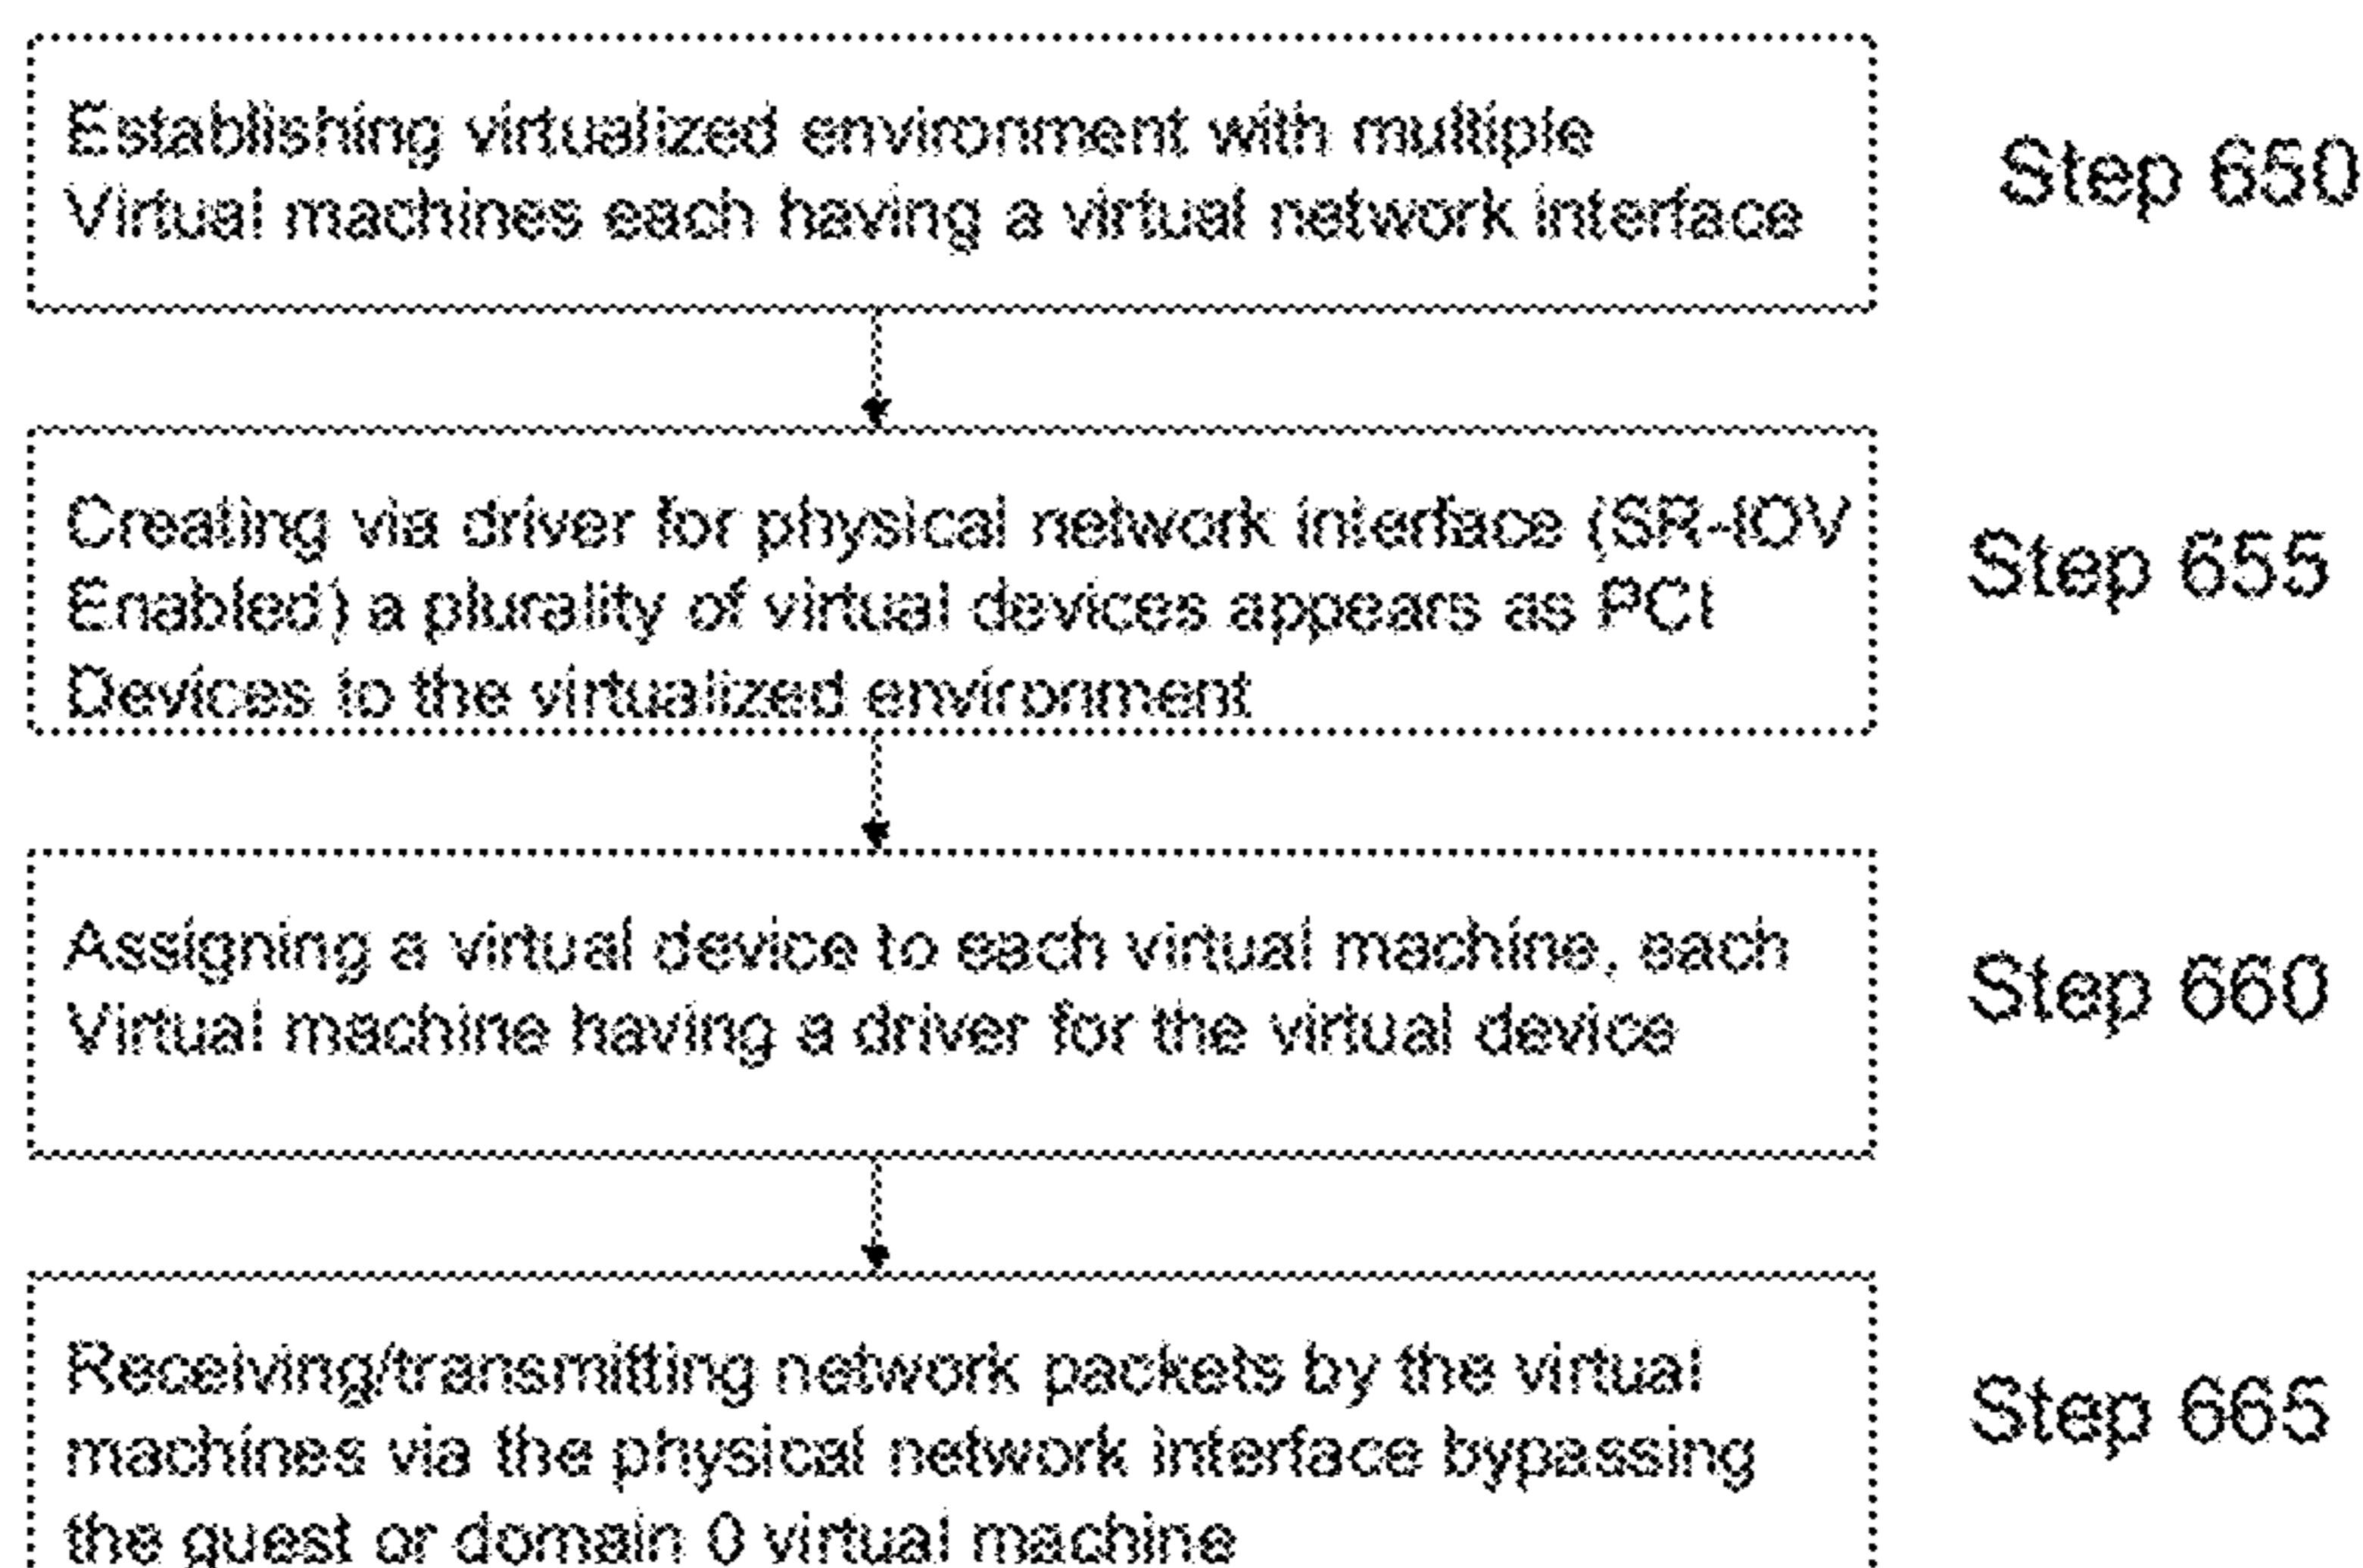 Establishing virtualized environment with multiple
Virtual machines each having a virtual network interface
Step 650
Creating via driver for physical network interface (SR-IOV
Enabled) a plurality of virtual devices appears as PCI
Devices to the virtualized environment
Step 655
Assigning a virtual device to each virtual machine, each
Virtual machine having a driver for the virtual device
Step 660
Receiving/transmitting network packets by the virtual
machines via the physical network interface bypassing
the guest or domain 0 virtual machine
Step 665